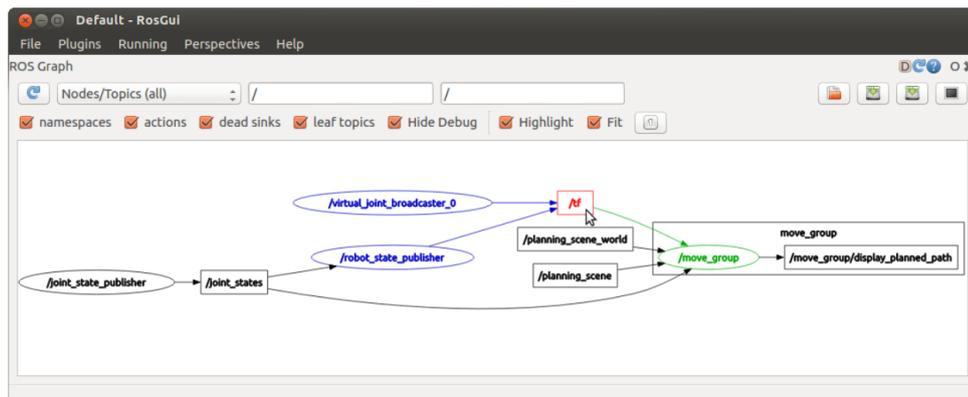 Default - RosGui
File Plugins Running Perspectives Help
ROS Graph D O
Nodes/Topics (all) / /
namespaces actions dead sinks leaf topics Hide Debug Highlight Fit
/virtual_joint_broadcaster_0 /tf
/planning_scene_world move_group
/robot_state_publisher /move_group /move_group/display_planned_path
/planning_scene
/joint_state_publisher /joint_states